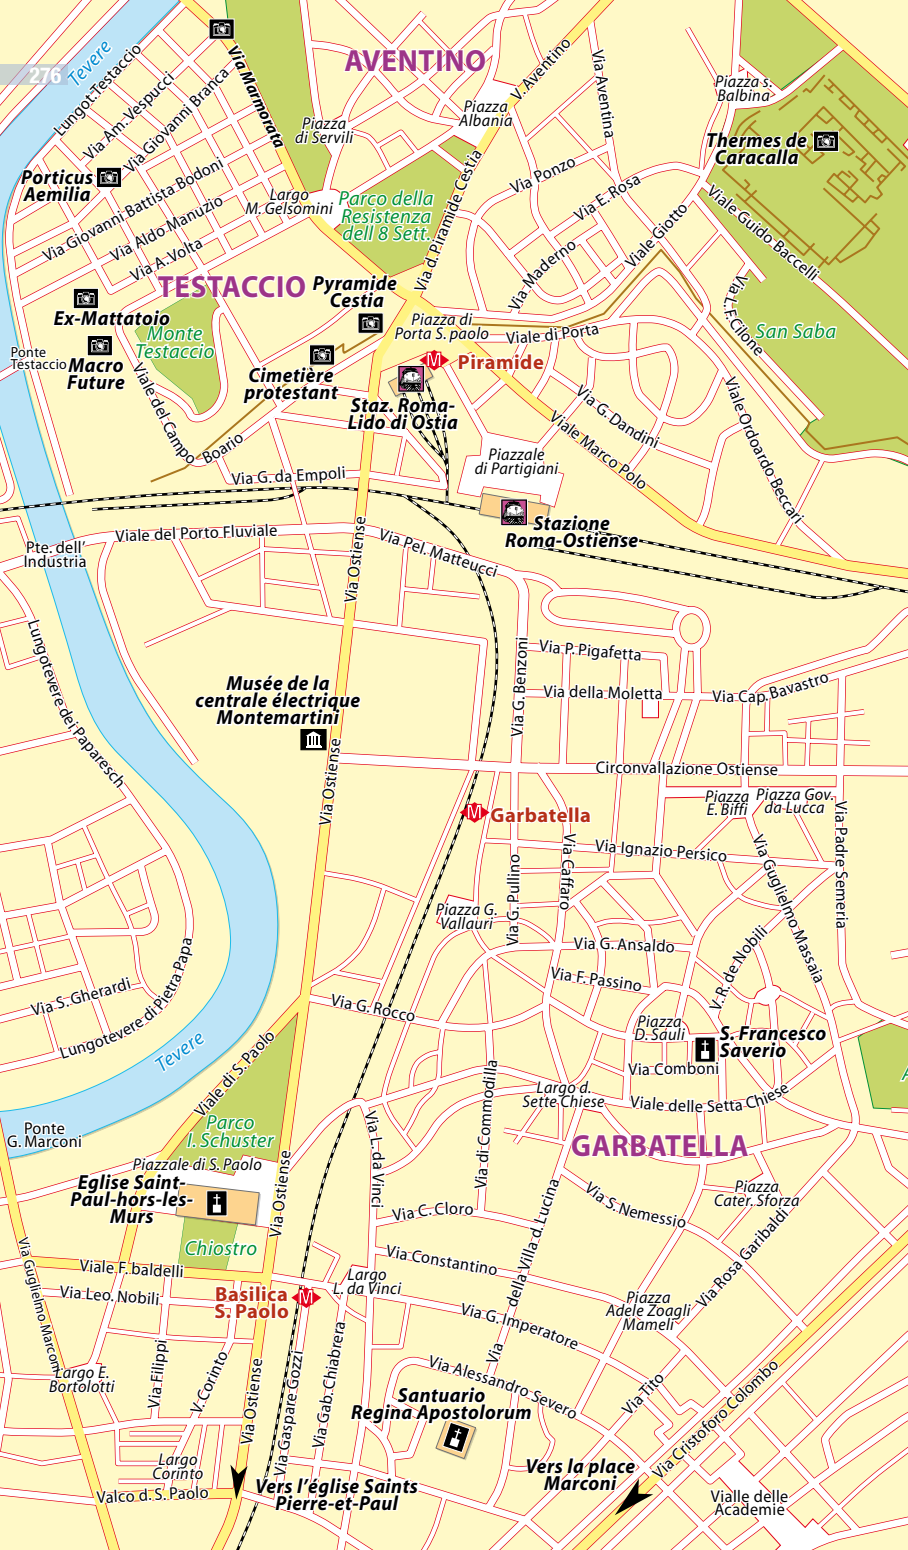 276
Tevere
Lungot-Testaccio
Via Am. Vespucci
Via Giovanni Branca
Via Marmorata
AVENTINO
V. Aventino
Via Aventina
Piazza
Albania
Piazza s.
Balbina
Piazza
di Servili
Thermes de
Caracalla
Porticus
Aemilia
Via Giovanni Battista Bodoni
Via Aldo Manuzio
Via A. Volta
Largo
M. Gelsomini
Parco della
Resistenza
dell 8 Sett.
Via d. Piramide Cestia
Via Ponzo
Via E. Rosa
Viale Giotto
Via Maderno
Viale Guido Baccelli
Via L. F. Cilone
San Saba
TESTACCIO
Pyramide
Cestia
Ex-Mattatoio
Monte
Testaccio
Piazza di
Porta S. paolo
Viale di Porta
Ponte
Testaccio
Macro
Future
Cimetière
protestant
Piramide
Staz. Roma-
Lido di Ostia
Viale del Campo
Boario
Via G. Dandini
Viale Marco Polo
Viale Ordoardo Beccari
Piazzale
di Partigiani
Via G. da Empoli
Stazione
Roma-Ostiense
Pte. dell'
Industria
Viale del Porto Fluviale
Via Ostiense
Via Pel. Matteucci
Lungotevere dei Paparesch
Via G. Benzoni
Via P. Pigafetta
Via della Moletta
Via Cap. Bavastro
Musée de la
centrale électrique
Montemartini
Via Ostiense
Circonvallazione Ostiense
Piazza
E. Biffi
Piazza Gov.
da Lucca
Garbatella
Via Ignazio Persico
Via Padre Semeria
Via Guglielmo Massaia
Via Caffaro
Via G. Pullino
Piazza G.
Vallauri
Via G. Ansaldo
Via F. Passino
V. R. de Nobili
Via S. Gherardi
Lungotevere di Pietra Papa
Tevere
Via G. Rocco
Piazza
D. Sauli
S. Francesco
Saverio
Via Comboni
Viale di S. Paolo
Largo d.
Sette Chiese
Viale delle Setta Chiese
Via di Commodilla
Via L. da Vinci
Ponte
G. Marconi
Parco
I. Schuster
GARBATELLA
Piazzale di S. Paolo
Eglise Saint-
Paul-hors-les-
Murs
Via Ostiense
Via C. Cloro
Via S. Nemessio
Piazza
Cater. Sforza
Chiostro
Via Guglielmo Marconi
Viale F. baldelli
Via Constantino
Via della Villa d. Lucina
Via Rosa Garibaldi
Via Leo. Nobili
Basilica
S. Paolo
Largo
L. da Vinci
Piazza
Adele Zoagli
Mameli
Via G. Imperatore
Largo E.
Bortolotti
Via Filippi
V. Corinto
Via Ostiense
Via Gaspare Gozzi
Via Gab. Chiabrera
Via Alessandro Severo
Via Tito
Via Cristoforo Colombo
Santuario
Regina Apostolorum
Largo
Corinto
Valco d. S. Paolo
Vers l'église Saints
Pierre-et-Paul
Vers la place
Marconi
Vialle delle
Academie